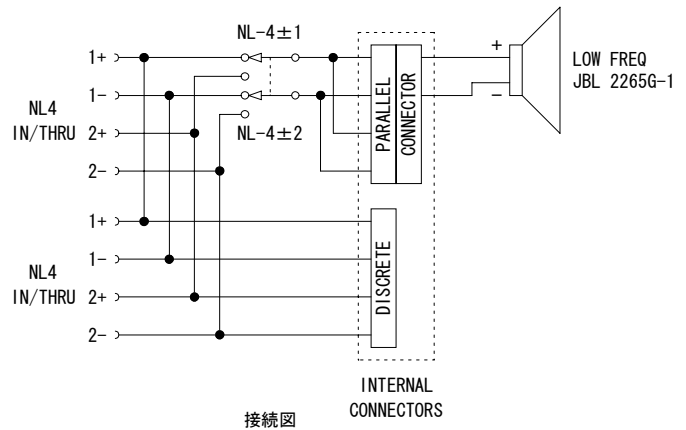 NL-4±1
1+
1-
NL4
IN/THRU
2+
2-
NL-4±2
PARALLEL
CONNECTOR
+
-
LOW FREQ
JBL 2265G-1
1+
1-
NL4
IN/THRU
2+
2-
DISCRETE
INTERNAL
CONNECTORS
接続図